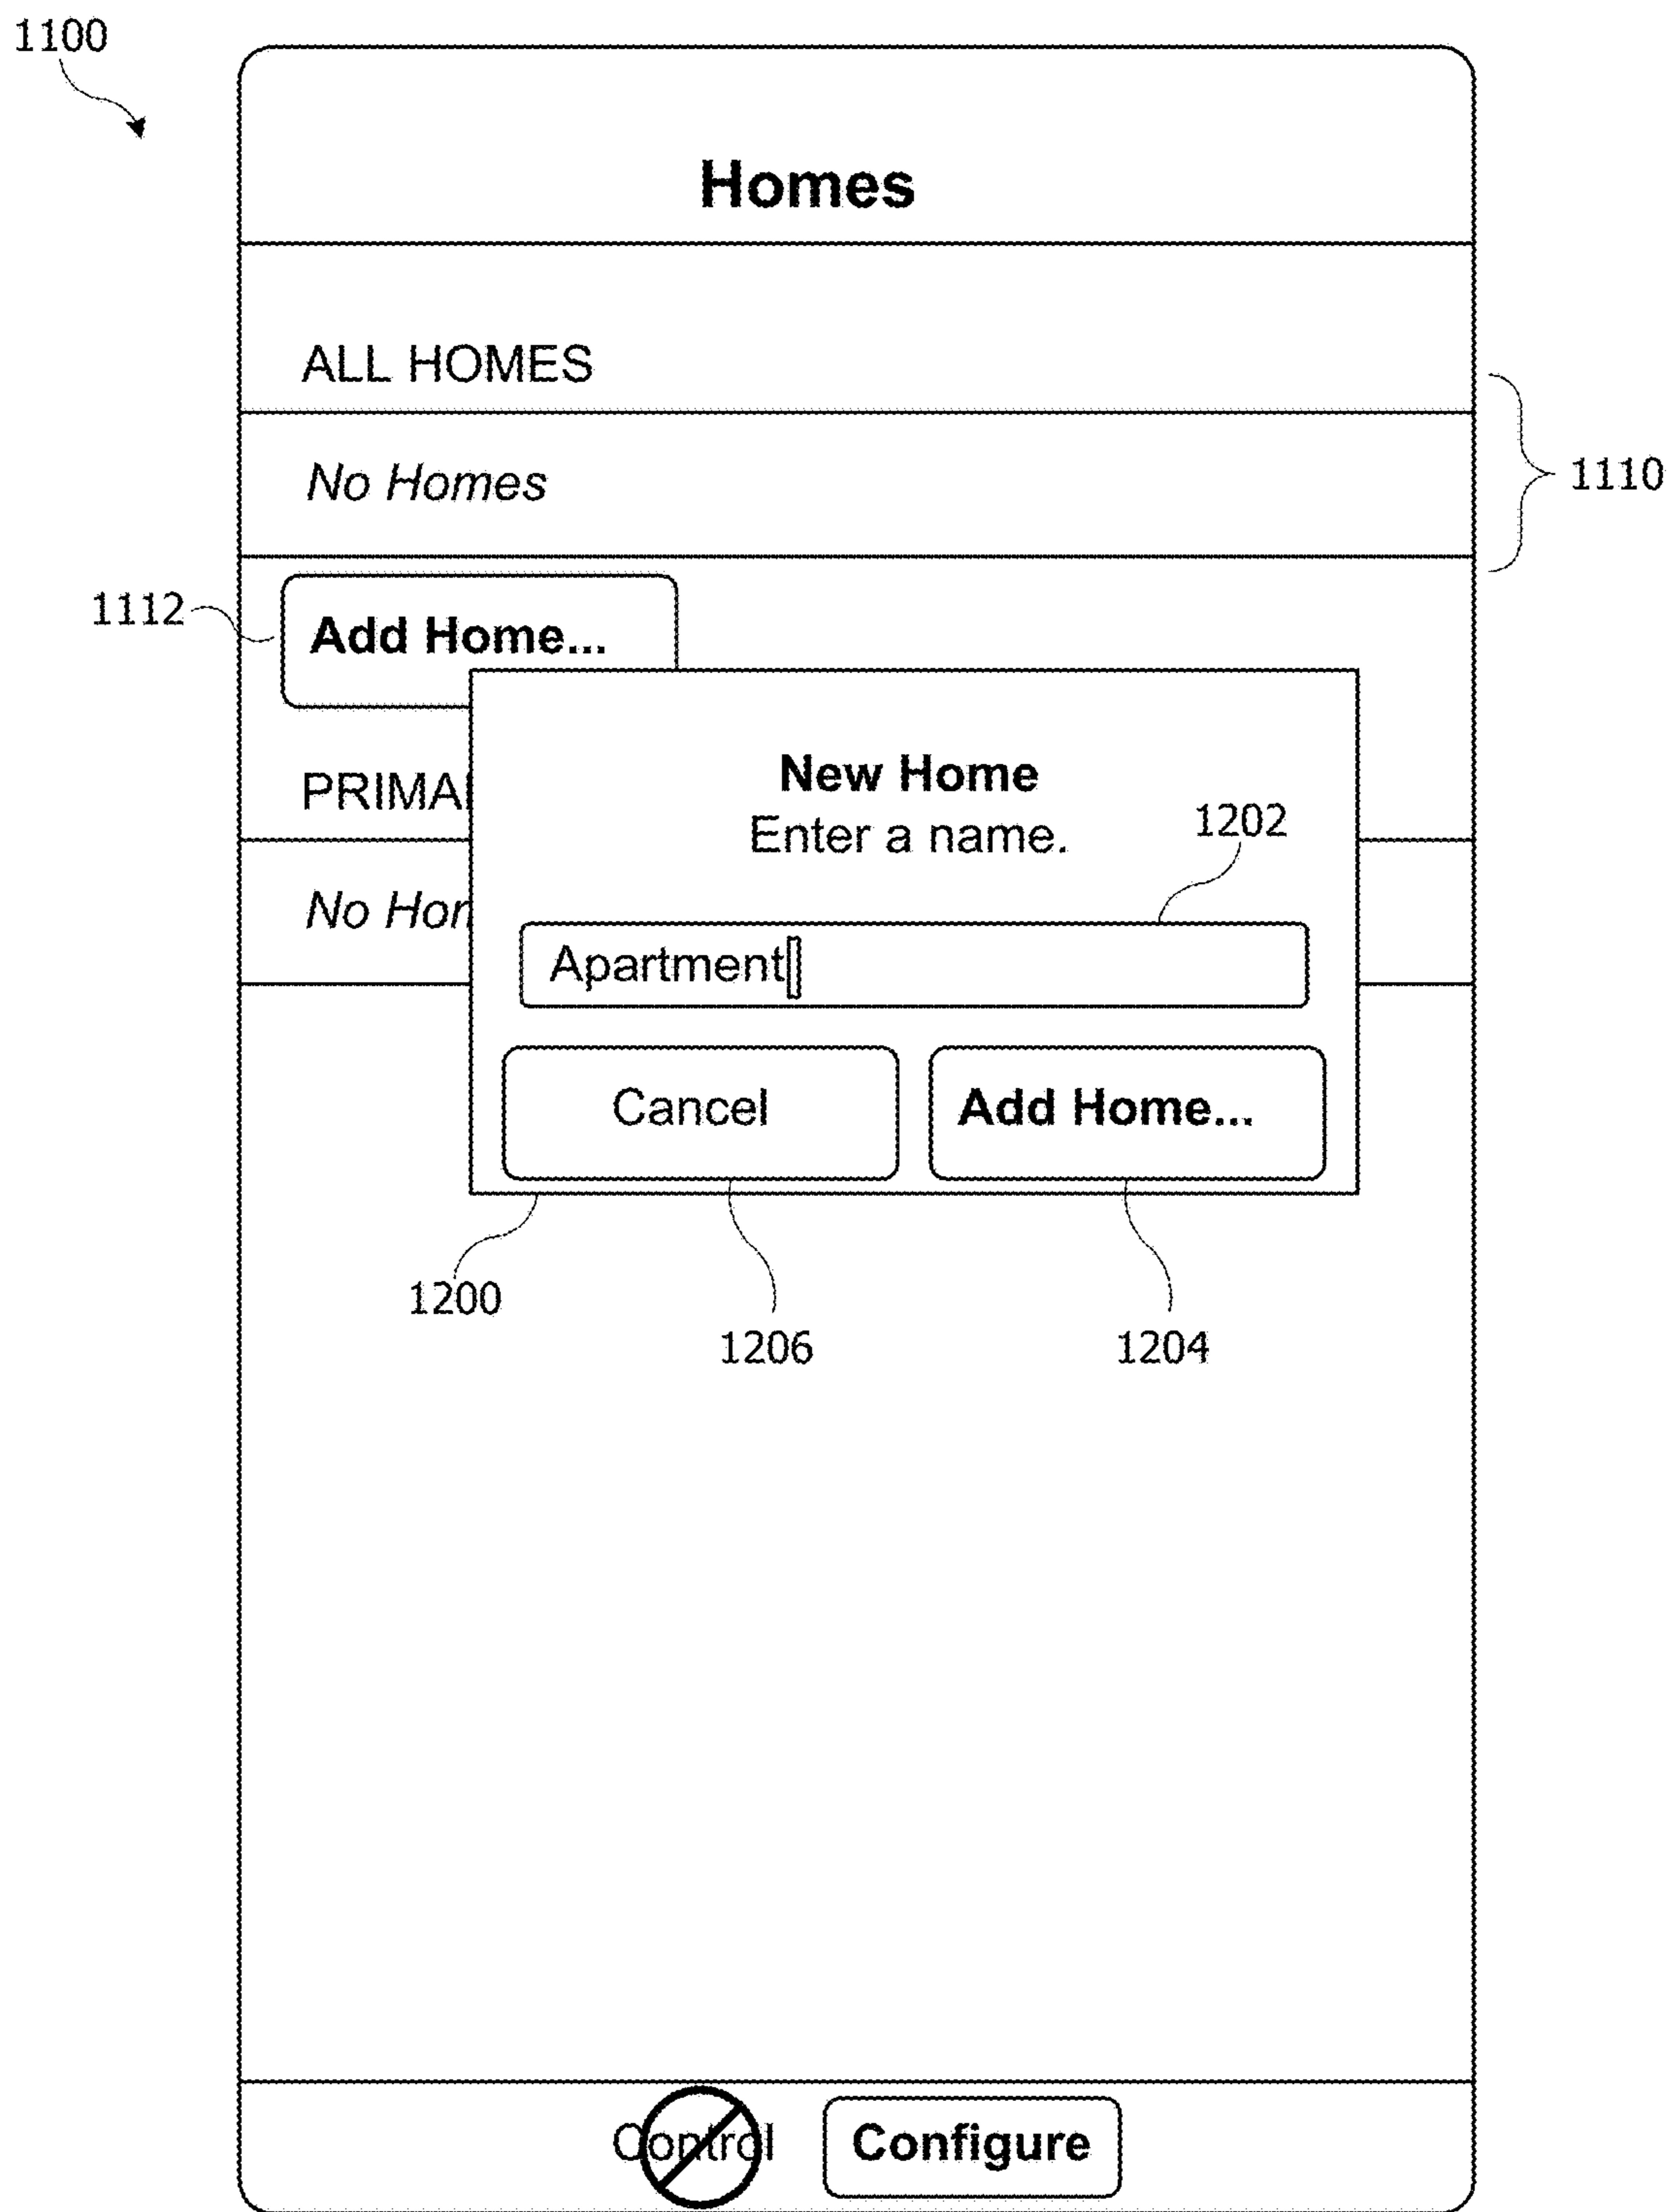 1100
Homes
ALL HOMES
No Homes
1110
1112
Add Home...
New Home
PRIMA
Enter a name.
1202
No Hor
Apartment
Cancel
Add Home...
1200
1206
1204
Control
Configure